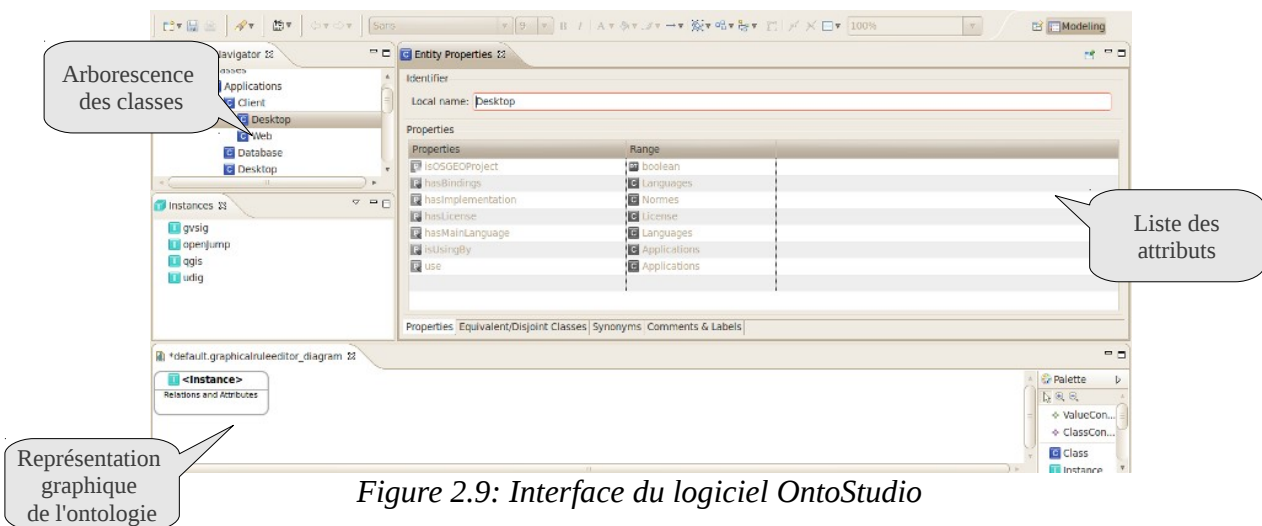 Sans 9 B I A 100% Modeling
Navigator
Entity Properties
Arborescence
des classes
Applications
Client
Desktop
Web
Database
Desktop
Identifier
Local name: Desktop
Properties
Properties Range
isOSGEOProject boolean
hasBindings Languages
hasImplementation Normes
hasLicense License
hasMainLanguage Languages
isUsingBy Applications
use Applications
Liste des
attributs
Instances
gvsig
openjump
qgis
udig
Properties Equivalent/Disjoint Classes Synonyms Comments & Labels
*default.graphicalruleeditor_diagram
<Instance>
Relations and Attributes
Palette
ValueCon...
ClassCon...
Class
Instance
Représentation
graphique
de l'ontologie
Figure 2.9: Interface du logiciel OntoStudio